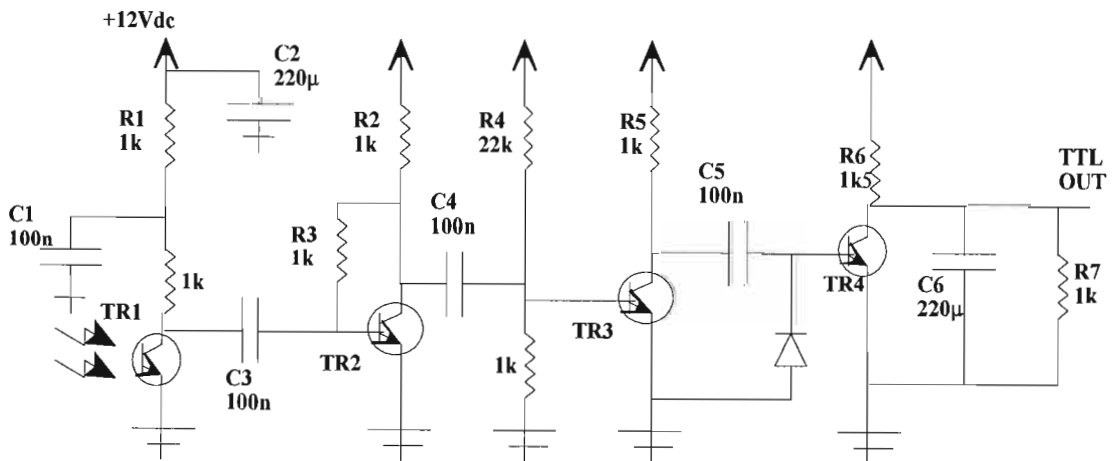 +12Vdc
C2
220µ
R1
1k
R2
1k
R4
22k
R5
1k
R6
1k5
TTL
OUT
C5
100n
C1
100n
C4
100n
R3
1k
1k
TR1
C3
100n
TR2
1k
TR3
TR4
C6
220µ
R7
1k